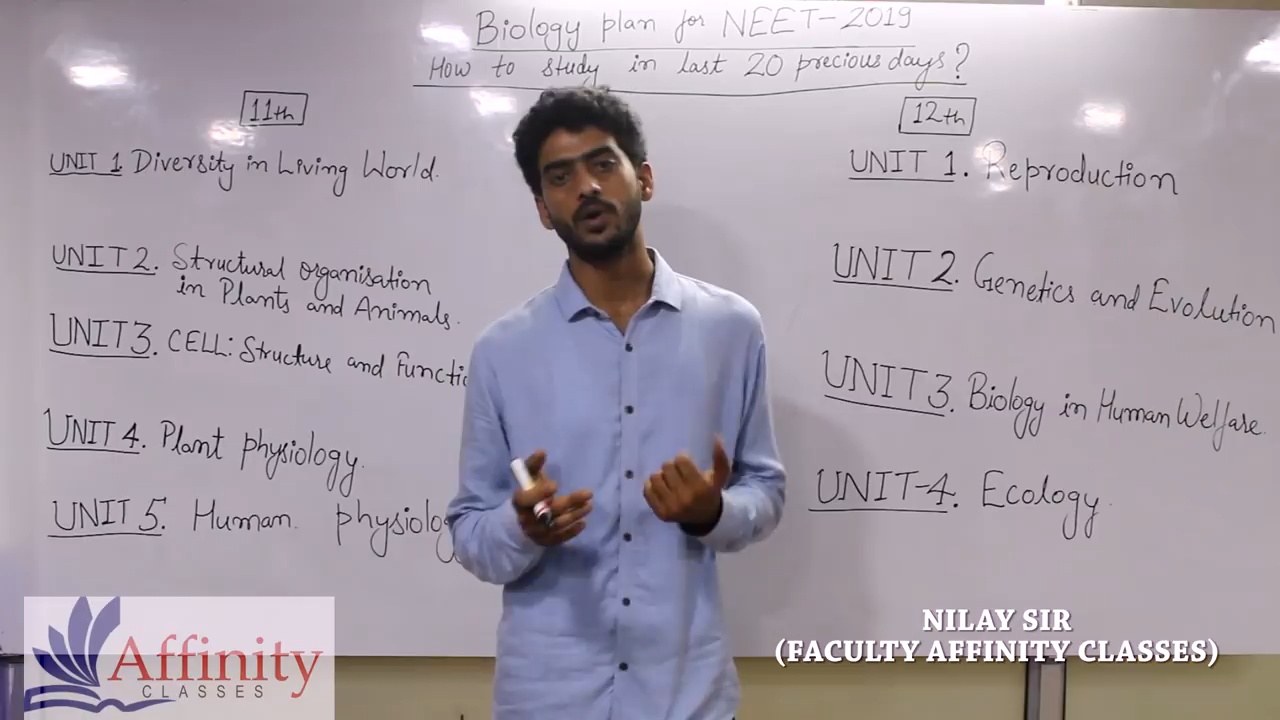 Biology plan for NEET-2019
How to study in last 20 precious days?
11th
UNIT 1 Diversity in Living World.
UNIT 2. Structural organisation
in Plants and Animals.
UNIT 3. CELL: Structure and Functi
UNIT 4. Plant physiology.
UNIT 5. Human. physiolog
12th
UNIT 1. Reproduction
UNIT 2. Genetics and Evolution
UNIT 3. Biology in Human Welfare.
UNIT-4. Ecology.
Affinity
CLASSES
NILAY SIR
(FACULTY AFFINITY CLASSES)